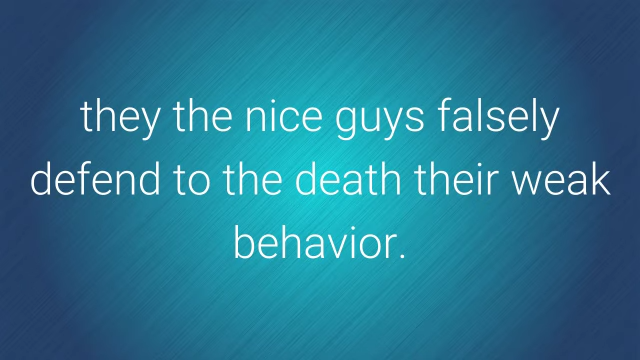 they the nice guys falsely
defend to the death their weak
behavior.